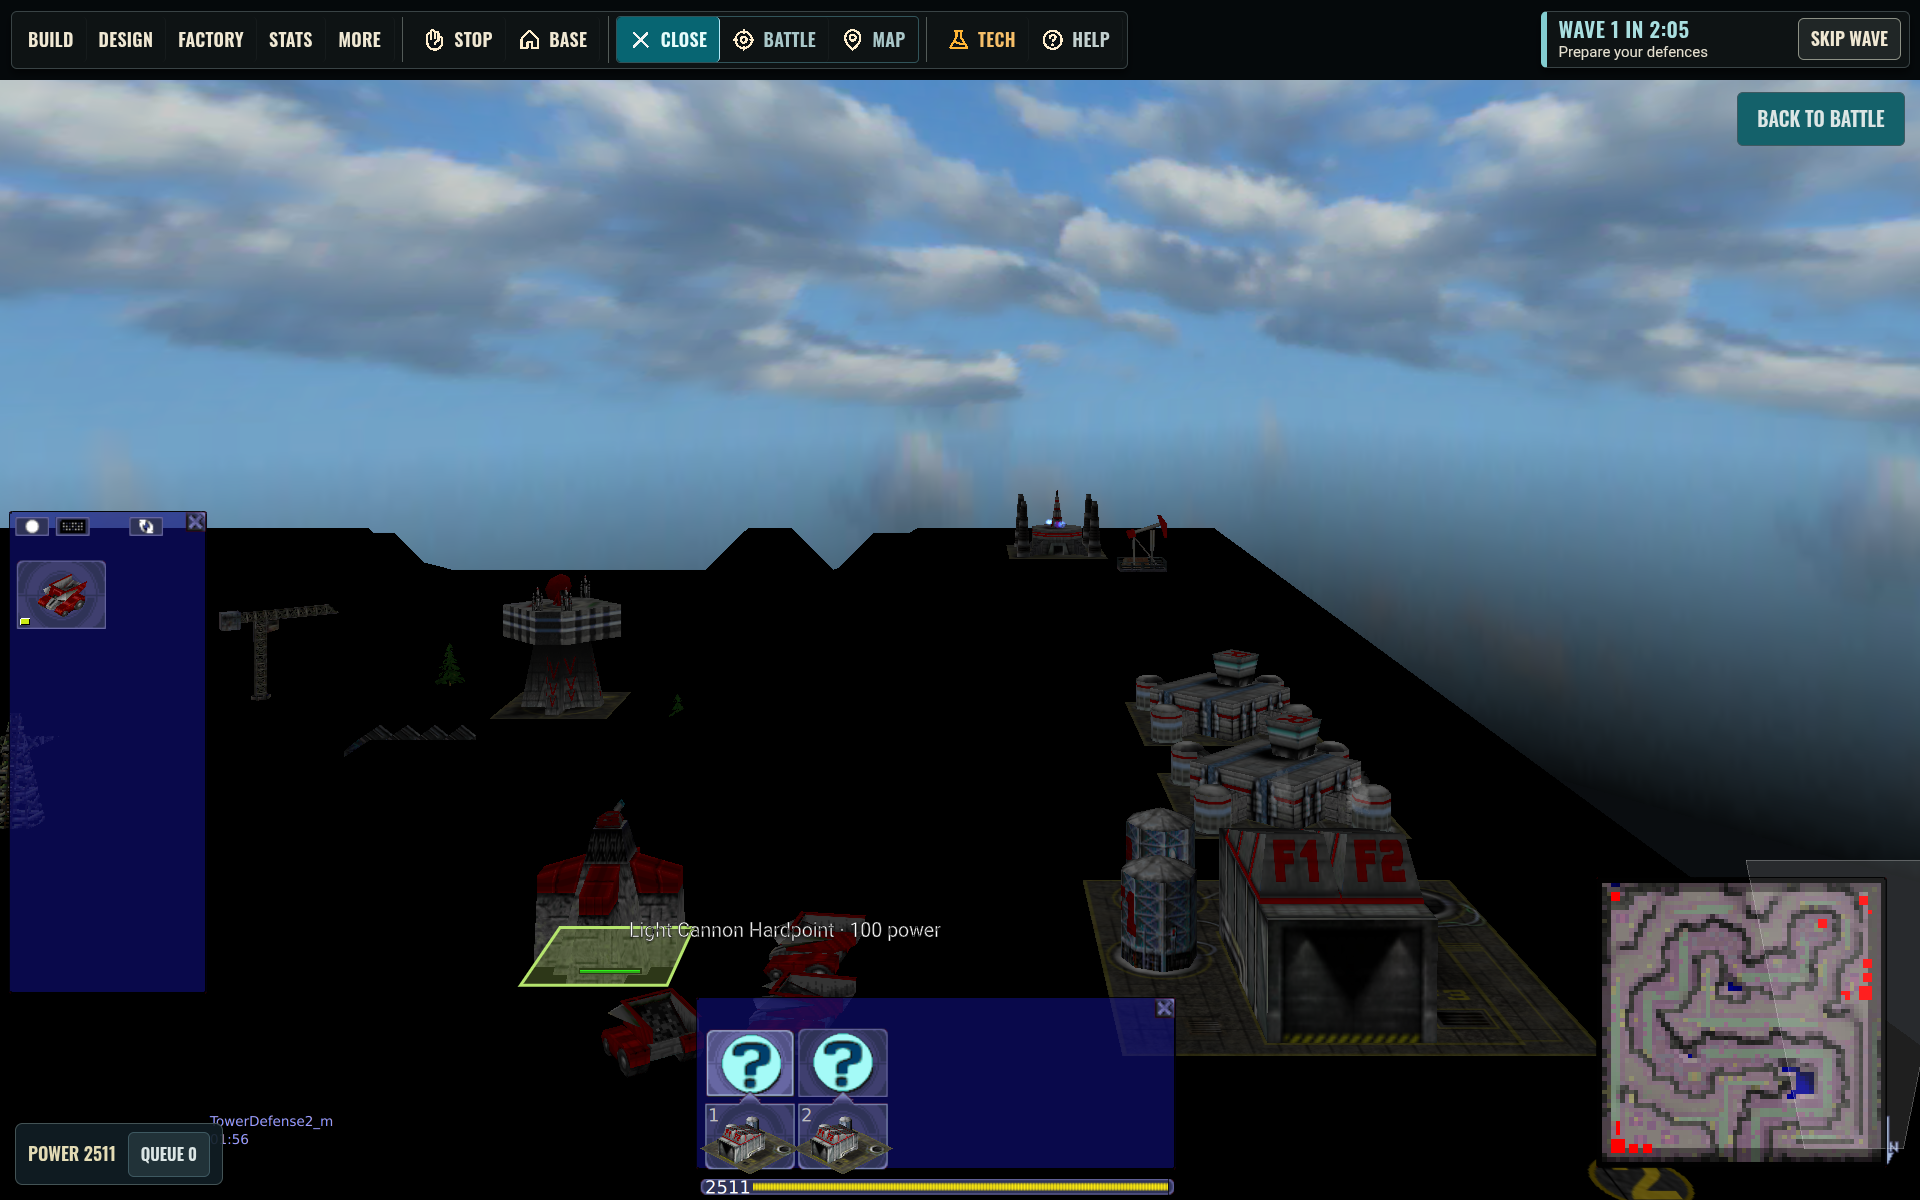 BUILD DESIGN FACTORY STATS MORE STOP BASE CLOSE BATTLE MAP TECH HELP
WAVE 1 IN 2:05
Prepare your defences
SKIP WAVE
BACK TO BATTLE
F1 F2
Light Cannon Hardpoint · 100 power
1 2
TowerDefense2_m
POWER 2511 QUEUE 0
2511
N
2